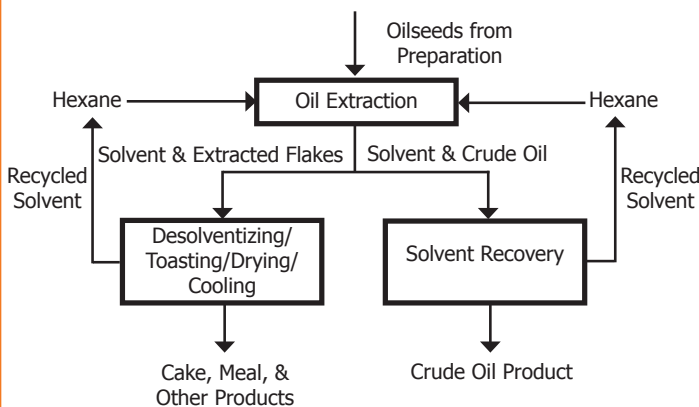 Oilseeds from
Preparation
Hexane
Oil Extraction
Hexane
Solvent & Extracted Flakes
Solvent & Crude Oil
Recycled
Solvent
Recycled
Solvent
Desolventizing/
Toasting/Drying/
Cooling
Solvent Recovery
Cake, Meal, &
Other Products
Crude Oil Product